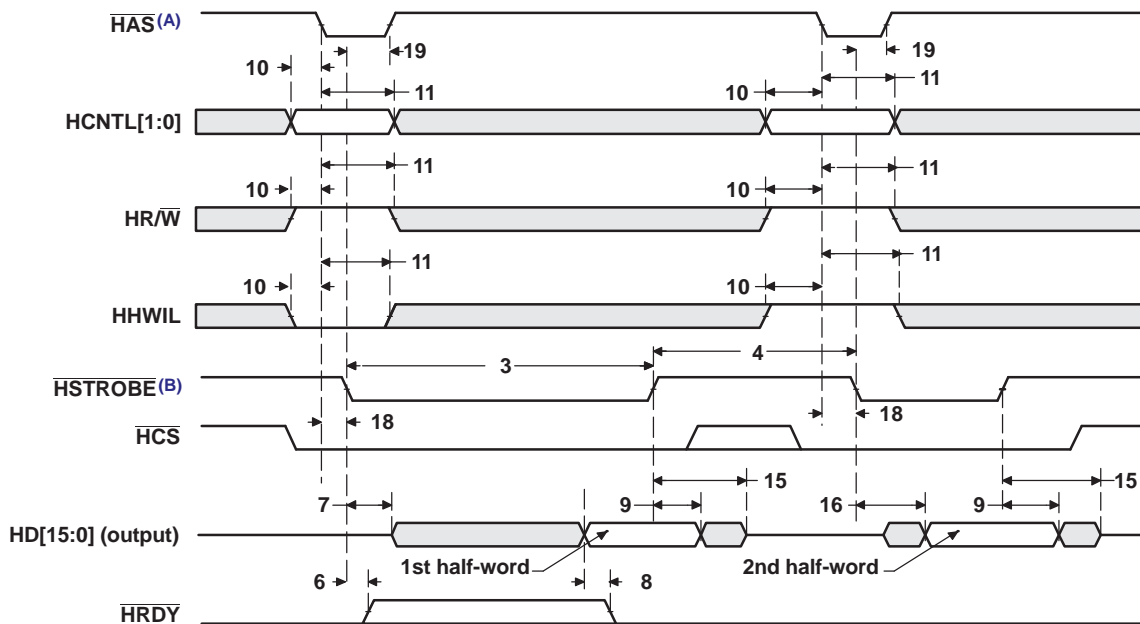 HAS(A)
19 19
10 11 10 11
HCNTL[1:0]
11 11
10 10
HR/W
11 11
10 10
HHWIL
3 4
HSTROBE(B)
18 18
HCS
15 15
7 9 16 9
HD[15:0] (output)
1st half-word 2nd half-word
6 8
HRDY